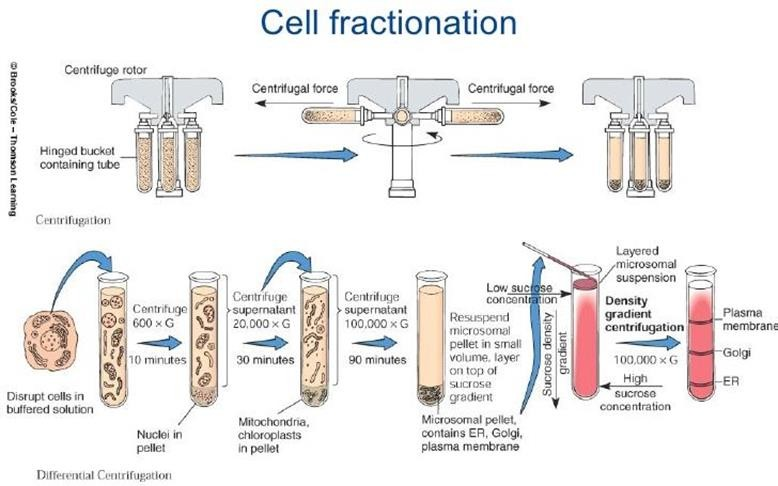 Cell fractionation
© Brooks/Cole – Thomson Learning
Centrifuge rotor
Centrifugal force
Centrifugal force
Hinged bucket
containing tube
Centrifugation
Centrifuge
600 × G
10 minutes
Centrifuge
supernatant
20,000 × G
30 minutes
Centrifuge
supernatant
100,000 × G
90 minutes
Resuspend
microsomal
pellet in small
volume, layer
on top of
sucrose
gradient
Layered
microsomal
suspension
Low sucrose
concentration
Sucrose density
gradient
Density
gradient
centrifugation
100,000 × G
High
sucrose
concentration
Plasma
membrane
Golgi
ER
Disrupt cells in
buffered solution
Nuclei in
pellet
Mitochondria,
chloroplasts
in pellet
Microsomal pellet,
contains ER, Golgi,
plasma membrane
Differential Centrifugation